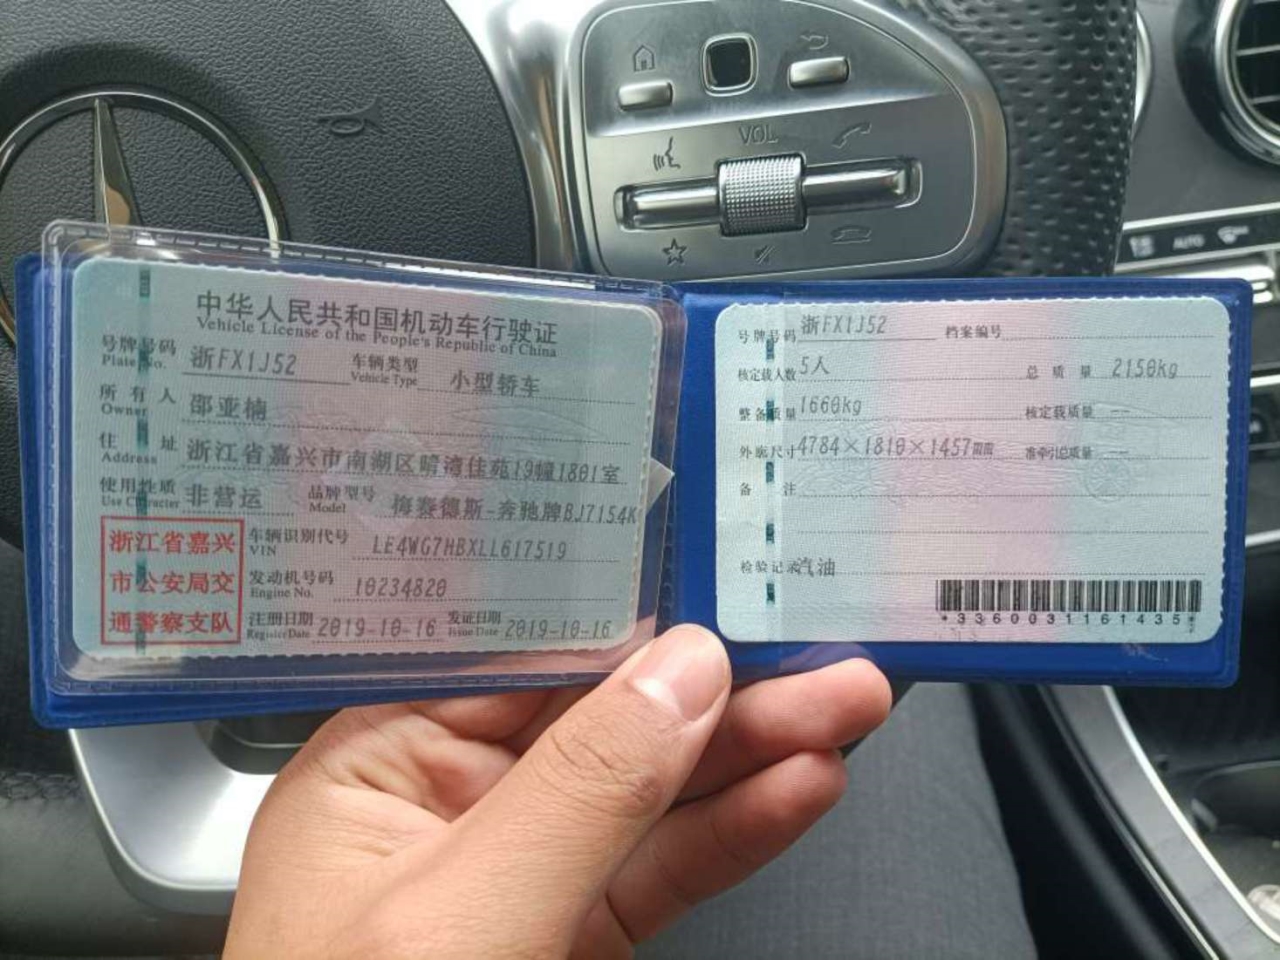 VOL
AUTO
中华人民共和国机动车行驶证
Vehicle License of the People's Republic of China
号牌号码 浙FX1J52 车辆类型 小型轿车
Plate No. Vehicle Type
所有人 邵亚楠
Owner
住址 浙江省嘉兴市南湖区晴湾佳苑19幢1801室
Address
使用性质 非营运 品牌型号 梅赛德斯-奔驰牌BJ7154K
Use Character Model
浙江省嘉兴
市公安局交
通警察支队
车辆识别代号 LE4WG7HBXLL617519
VIN
发动机号码 10234820
Engine No.
注册日期 2019-10-16 发证日期 2019-10-16
Register Date Issue Date
号牌号码 浙FX1J52 档案编号
核定载人数 5人 总质量 2150kg
整备质量 1660kg 核定载质量 --
外廓尺寸 4784×1810×1457 准牵引总质量 --
备注
检验记录 汽油
*3360031161435*